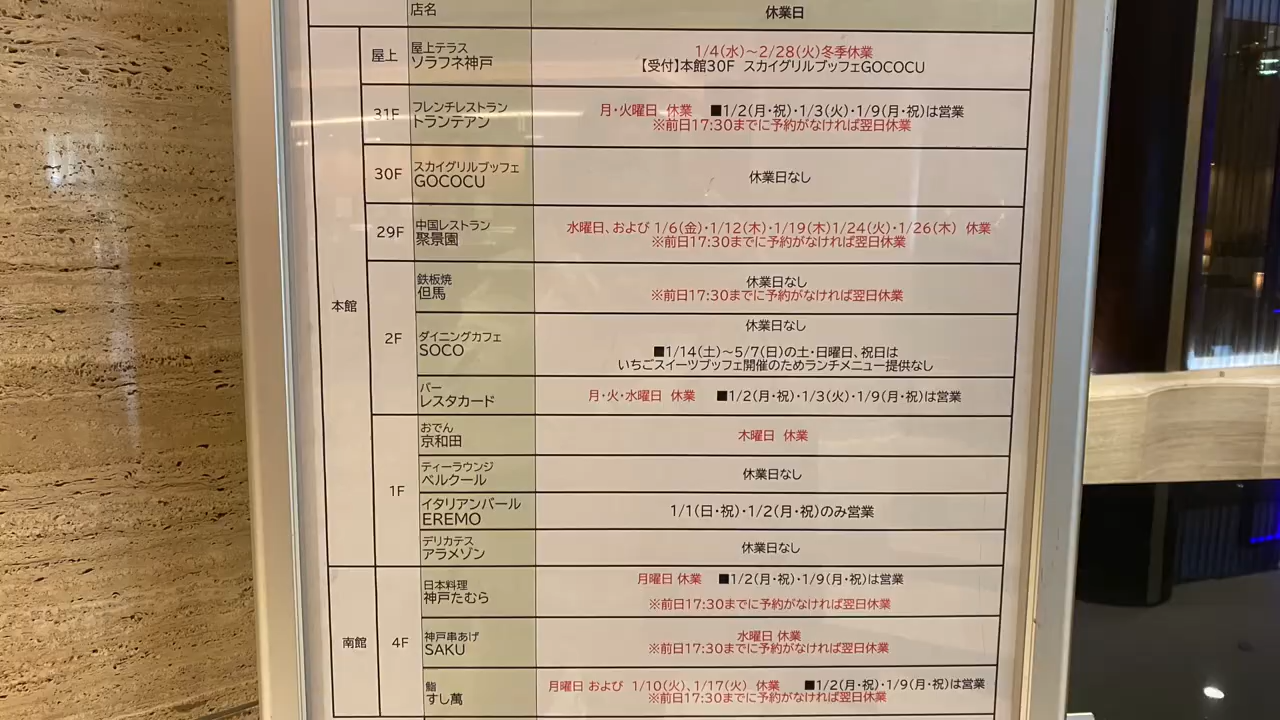 店名 休業日
本館
屋上
屋上テラス
ソラフネ神戸
1/4(水)～2/28(火)冬季休業
【受付】本館30F スカイグリルブッフェGOCOCU
31F
フレンチレストラン
トランテアン
月・火曜日 休業 ■1/2(月・祝)・1/3(火)・1/9(月・祝)は営業
※前日17:30までに予約がなければ翌日休業
30F
スカイグリルブッフェ
GOCOCU
休業日なし
29F
中国レストラン
聚景園
水曜日、および 1/6(金)・1/12(木)・1/19(木)1/24(火)・1/26(木) 休業
※前日17:30までに予約がなければ翌日休業
2F
鉄板焼
但馬
休業日なし
※前日17:30までに予約がなければ翌日休業
ダイニングカフェ
SOCO
休業日なし
■1/14(土)～5/7(日)の土・日曜日、祝日は
いちごスイーツブッフェ開催のためランチメニュー提供なし
バー
レスタカード
月・火・水曜日 休業 ■1/2(月・祝)・1/3(火)・1/9(月・祝)は営業
1F
おでん
京和田
木曜日 休業
ティーラウンジ
ベルクール
休業日なし
イタリアンバール
EREMO
1/1(日・祝)・1/2(月・祝)のみ営業
デリカテス
アラメゾン
休業日なし
南館
4F
日本料理
神戸たむら
月曜日 休業 ■1/2(月・祝)・1/9(月・祝)は営業
※前日17:30までに予約がなければ翌日休業
神戸串あげ
SAKU
水曜日 休業
※前日17:30までに予約がなければ翌日休業
鮨
すし萬
月曜日 および 1/10(火)、1/17(火) 休業 ■1/2(月・祝)・1/9(月・祝)は営業
※前日17:30までに予約がなければ翌日休業